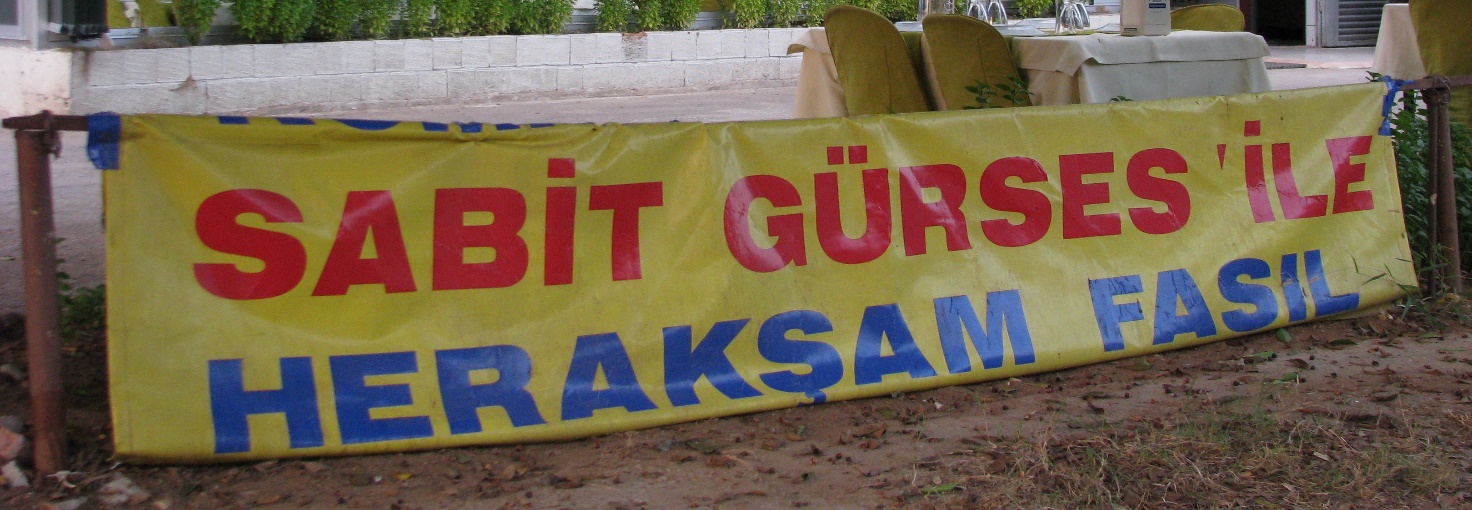 SABİT GÜRSES 'İLE
HERAKŞAM FASIL